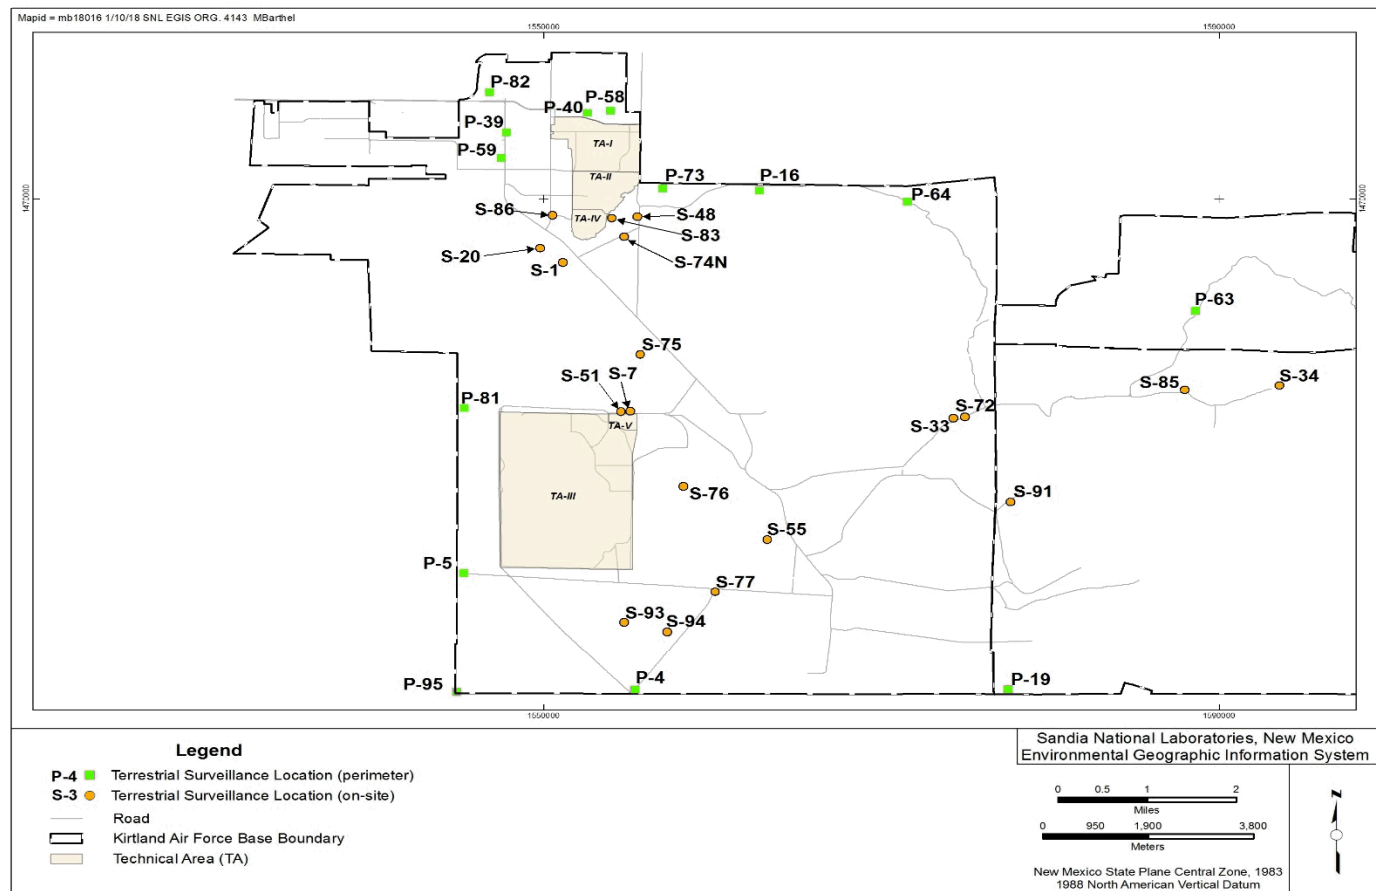 Mapid = mb18016 1/10/18 SNL EGIS ORG. 4143 MBarthel
1550000
1590000
P-82
P-58
P-40
P-39
TA-I
P-59
TA-II
P-73
P-16
1470000
1470000
P-64
S-86
TA-IV
S-48
S-83
S-20
S-1
S-74N
P-63
S-75
S-7
S-51
S-85
S-34
P-81
S-72
TA-V
S-33
S-76
TA-III
S-91
S-55
P-5
S-77
S-93
S-94
P-95
P-4
P-19
1550000
1590000
Legend
P-4 Terrestrial Surveillance Location (perimeter)
S-3 Terrestrial Surveillance Location (on-site)
Road
Kirtland Air Force Base Boundary
Technical Area (TA)
Sandia National Laboratories, New Mexico
Environmental Geographic Information System
0 0.5 1 2
Miles
0 950 1,900 3,800
Meters
N
New Mexico State Plane Central Zone, 1983
1988 North American Vertical Datum